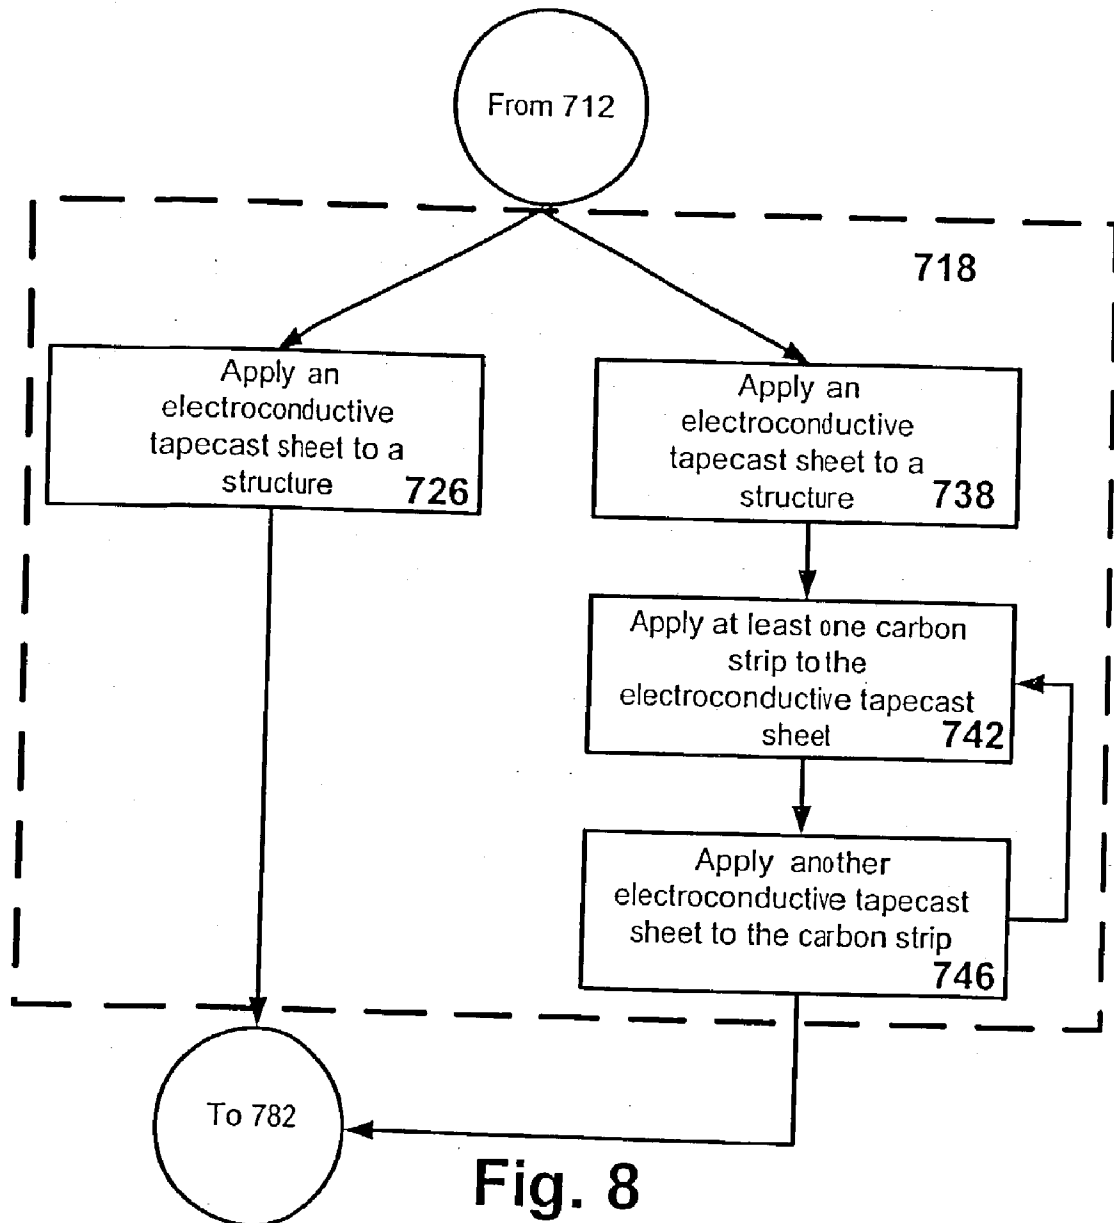 From 712
718
Apply an
electroconductive
tapecast sheet to a
structure 726
Apply an
electroconductive
tapecast sheet to a
structure 738
Apply at least one carbon
strip to the
electroconductive tapecast
sheet 742
Apply another
electroconductive tapecast
sheet to the carbon strip
746
To 782
Fig. 8